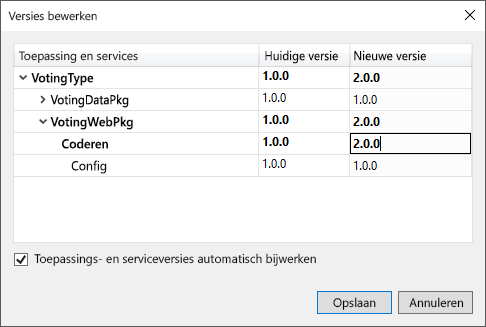 Versies bewerken
Toepassing en services Huidige versie Nieuwe versie
VotingType 1.0.0 2.0.0
VotingDataPkg 1.0.0 1.0.0
VotingWebPkg 1.0.0 2.0.0
Coderen 1.0.0 2.0.0
Config 1.0.0 1.0.0
Toepassings- en serviceversies automatisch bijwerken
Opslaan Annuleren